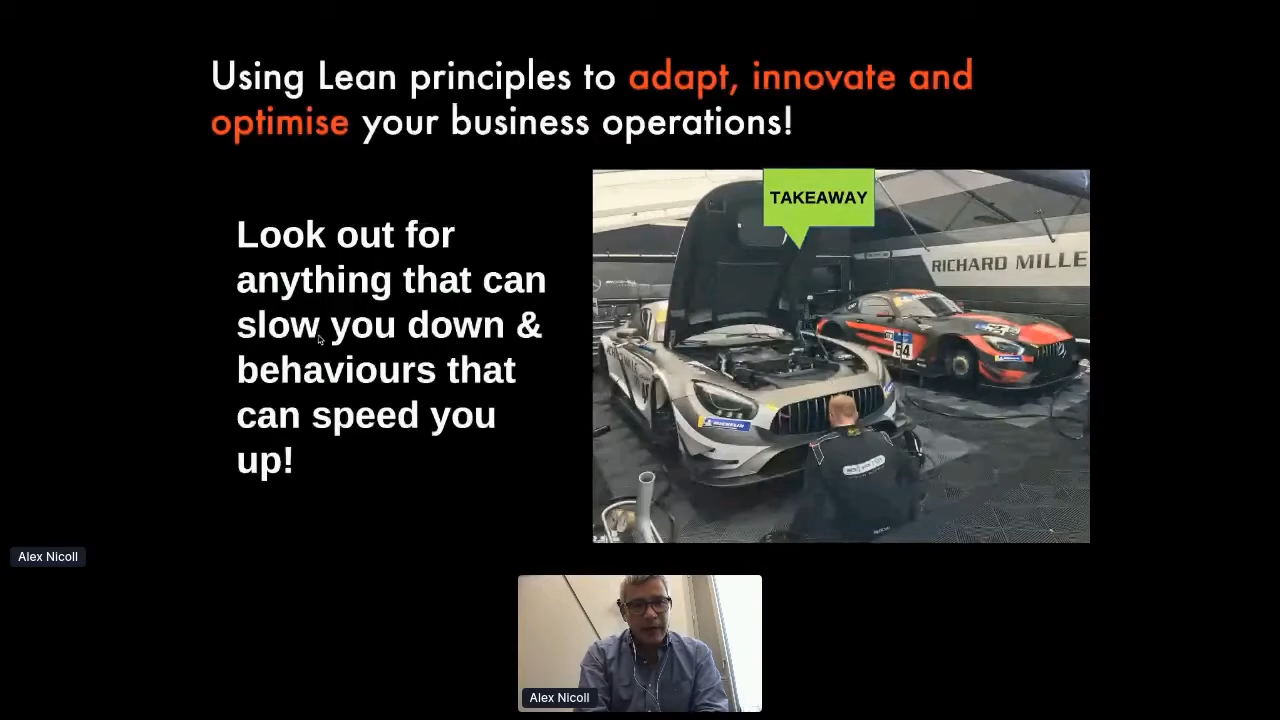 Using Lean principles to adapt, innovate and
optimise your business operations!
TAKEAWAY
Look out for
anything that can
slow you down &
behaviours that
can speed you
up!
RICHARD MILLE
54
Alex Nicoll
Alex Nicoll